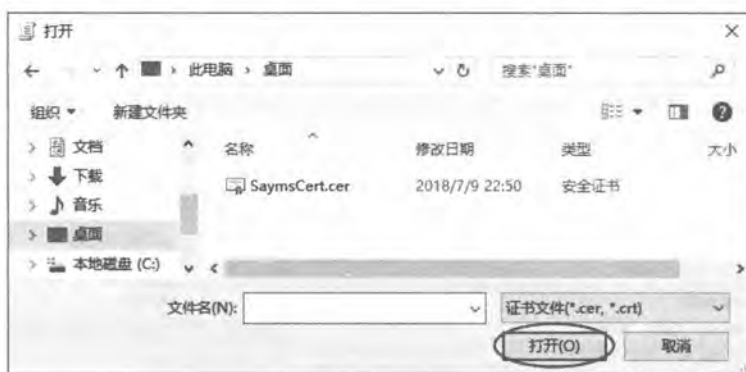 打开
此电脑 › 桌面
搜索"桌面"
组织 新建文件夹
文档
下载
音乐
桌面
本地磁盘 (C:)
名称 修改日期 类型 大小
SaymsCert.cer 2018/7/9 22:50 安全证书
文件名(N): 证书文件(*.cer, *.crt)
打开(O) 取消